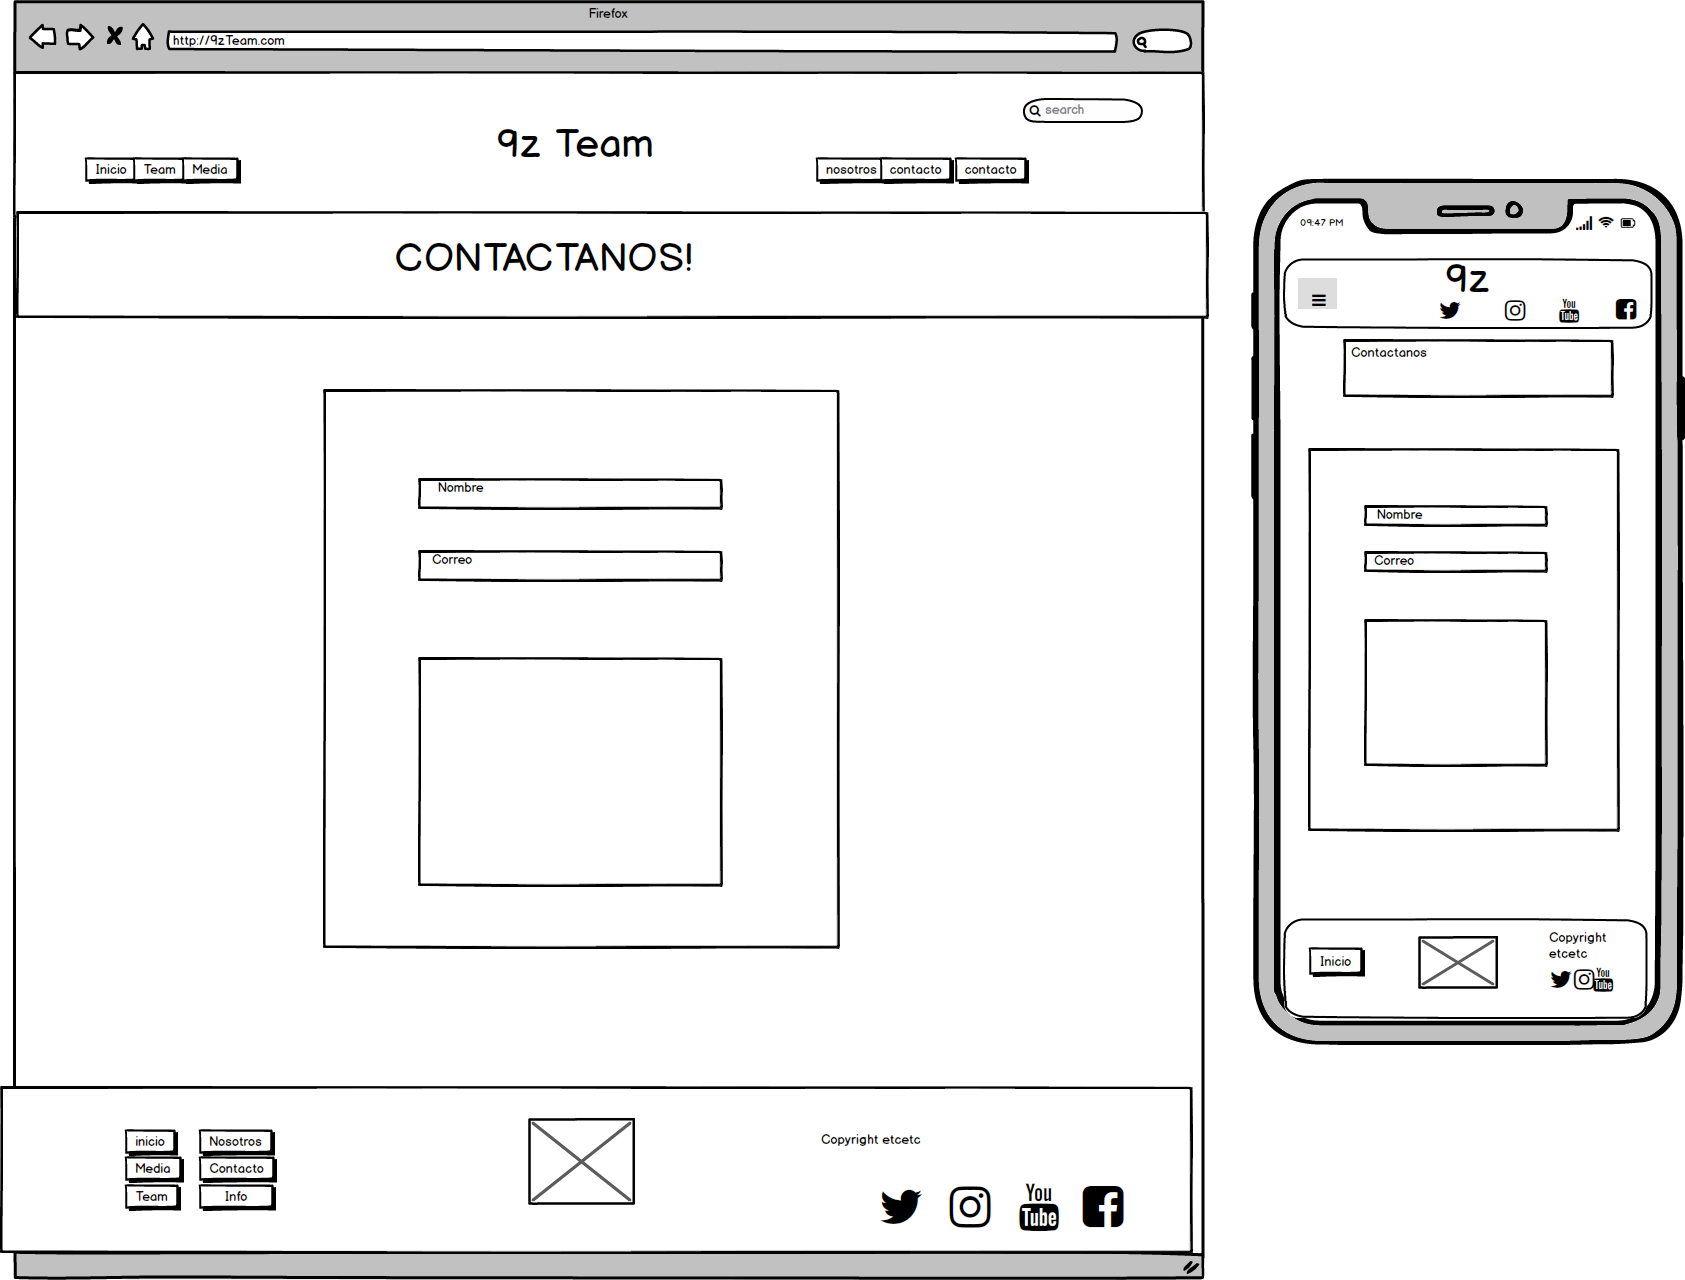 Firefox
http://9zTeam.com
search
9z Team
Inicio Team Media
nosotros contacto contacto
CONTACTANOS!
Nombre
Correo
inicio Nosotros
Media Contacto
Team Info
Copyright etcetc
You
Tube
09:47 PM
9z
You
Tube
Contactanos
Nombre
Correo
Inicio
Copyright
etcetc
You
Tube